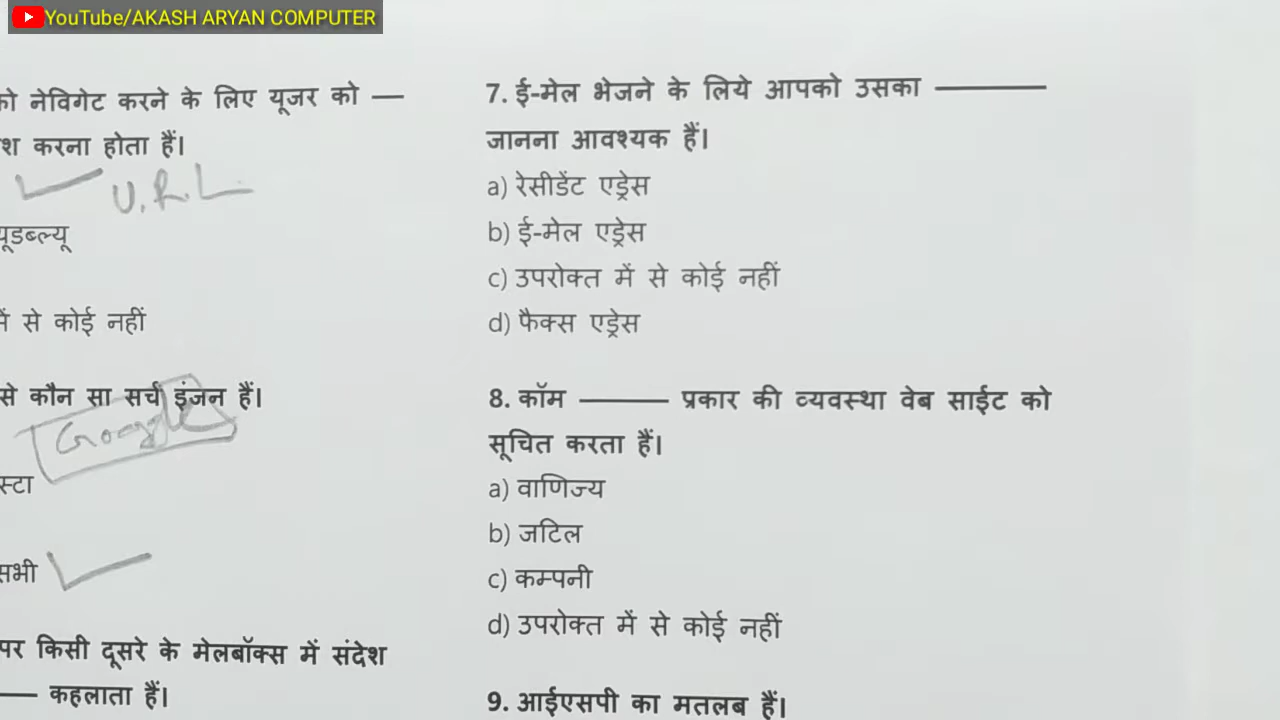 YouTube/AKASH ARYAN COMPUTER
को नेविगेट करने के लिए यूजर को —
श करना होता हैं।
U.R.L
यूडब्ल्यू
में से कोई नहीं
से कौन सा सर्च इंजन हैं।
Google
स्टा
सभी
पर किसी दूसरे के मेलबॉक्स में संदेश
—— कहलाता हैं।
7. ई-मेल भेजने के लिये आपको उसका ————
जानना आवश्यक हैं।
a) रेसीडेंट एड्रेस
b) ई-मेल एड्रेस
c) उपरोक्त में से कोई नहीं
d) फैक्स एड्रेस
8. कॉम ———— प्रकार की व्यवस्था वेब साईट को
सूचित करता हैं।
a) वाणिज्य
b) जटिल
c) कम्पनी
d) उपरोक्त में से कोई नहीं
9. आईएसपी का मतलब हैं।